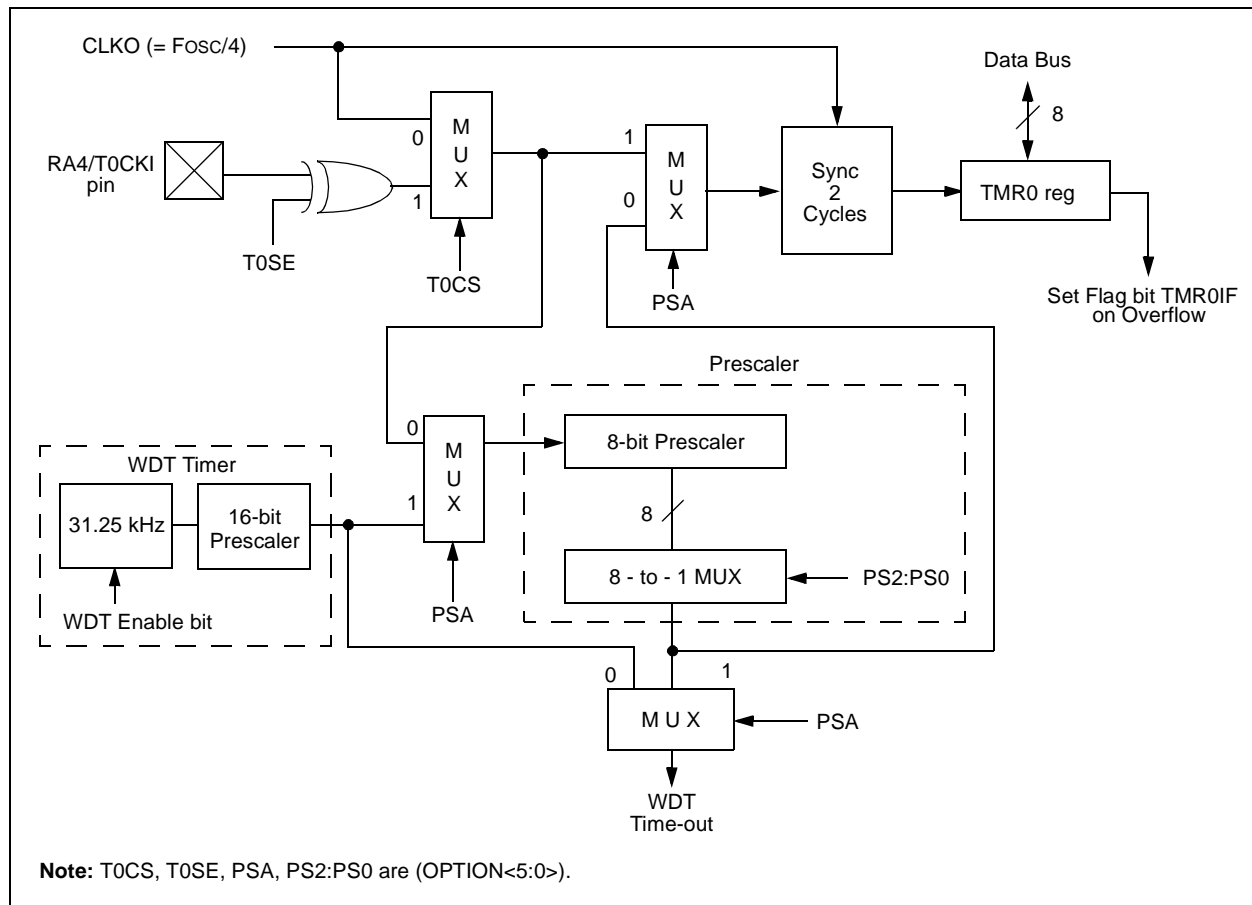 CLKO (= FOSC/4)
Data Bus
8
RA4/T0CKI
pin
0
1
M
U
X
T0SE
T0CS
1
0
M
U
X
PSA
Sync
2
Cycles
TMR0 reg
Set Flag bit TMR0IF
on Overflow
Prescaler
0
1
M
U
X
PSA
8-bit Prescaler
8
8 - to - 1 MUX
PS2:PS0
WDT Timer
31.25 kHz
16-bit
Prescaler
WDT Enable bit
0
1
M U X
PSA
WDT
Time-out
Note: T0CS, T0SE, PSA, PS2:PS0 are (OPTION<5:0>).